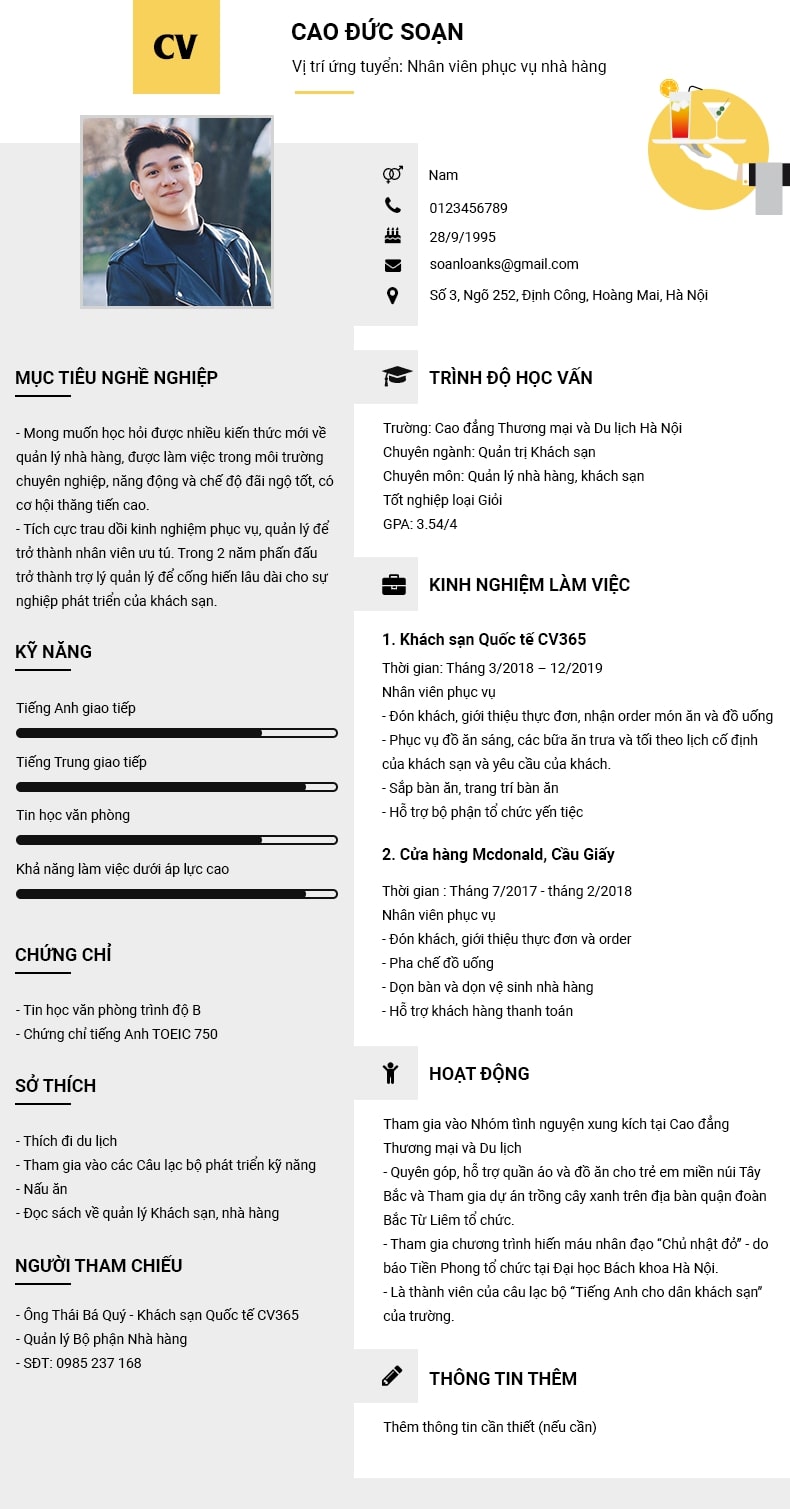 CV
CAO ĐỨC SOẠN
Vị trí ứng tuyển: Nhân viên phục vụ nhà hàng
Nam
0123456789
28/9/1995
soanloanks@gmail.com
Số 3, Ngõ 252, Định Công, Hoàng Mai, Hà Nội
MỤC TIÊU NGHỀ NGHIỆP
- Mong muốn học hỏi được nhiều kiến thức mới về
quản lý nhà hàng, được làm việc trong môi trường
chuyên nghiệp, năng động và chế độ đãi ngộ tốt, có
cơ hội thăng tiến cao.
- Tích cực trau dồi kinh nghiệm phục vụ, quản lý để
trở thành nhân viên ưu tú. Trong 2 năm phấn đấu
trở thành trợ lý quản lý để cống hiến lâu dài cho sự
nghiệp phát triển của khách sạn.
KỸ NĂNG
Tiếng Anh giao tiếp
Tiếng Trung giao tiếp
Tin học văn phòng
Khả năng làm việc dưới áp lực cao
CHỨNG CHỈ
- Tin học văn phòng trình độ B
- Chứng chỉ tiếng Anh TOEIC 750
SỞ THÍCH
- Thích đi du lịch
- Tham gia vào các Câu lạc bộ phát triển kỹ năng
- Nấu ăn
- Đọc sách về quản lý Khách sạn, nhà hàng
NGƯỜI THAM CHIẾU
- Ông Thái Bá Quý - Khách sạn Quốc tế CV365
- Quản lý Bộ phận Nhà hàng
- SĐT: 0985 237 168
TRÌNH ĐỘ HỌC VẤN
Trường: Cao đẳng Thương mại và Du lịch Hà Nội
Chuyên ngành: Quản trị Khách sạn
Chuyên môn: Quản lý nhà hàng, khách sạn
Tốt nghiệp loại Giỏi
GPA: 3.54/4
KINH NGHIỆM LÀM VIỆC
1. Khách sạn Quốc tế CV365
Thời gian: Tháng 3/2018 – 12/2019
Nhân viên phục vụ
- Đón khách, giới thiệu thực đơn, nhận order món ăn và đồ uống
- Phục vụ đồ ăn sáng, các bữa ăn trưa và tối theo lịch cố định
của khách sạn và yêu cầu của khách.
- Sắp bàn ăn, trang trí bàn ăn
- Hỗ trợ bộ phận tổ chức yến tiệc
2. Cửa hàng Mcdonald, Cầu Giấy
Thời gian : Tháng 7/2017 - tháng 2/2018
Nhân viên phục vụ
- Đón khách, giới thiệu thực đơn và order
- Pha chế đồ uống
- Dọn bàn và dọn vệ sinh nhà hàng
- Hỗ trợ khách hàng thanh toán
HOẠT ĐỘNG
Tham gia vào Nhóm tình nguyện xung kích tại Cao đẳng
Thương mại và Du lịch
- Quyên góp, hỗ trợ quần áo và đồ ăn cho trẻ em miền núi Tây
Bắc và Tham gia dự án trồng cây xanh trên địa bàn quận đoàn
Bắc Từ Liêm tổ chức.
- Tham gia chương trình hiến máu nhân đạo “Chủ nhật đỏ” - do
báo Tiền Phong tổ chức tại Đại học Bách khoa Hà Nội.
- Là thành viên của câu lạc bộ “Tiếng Anh cho dân khách sạn”
của trường.
THÔNG TIN THÊM
Thêm thông tin cần thiết (nếu cần)